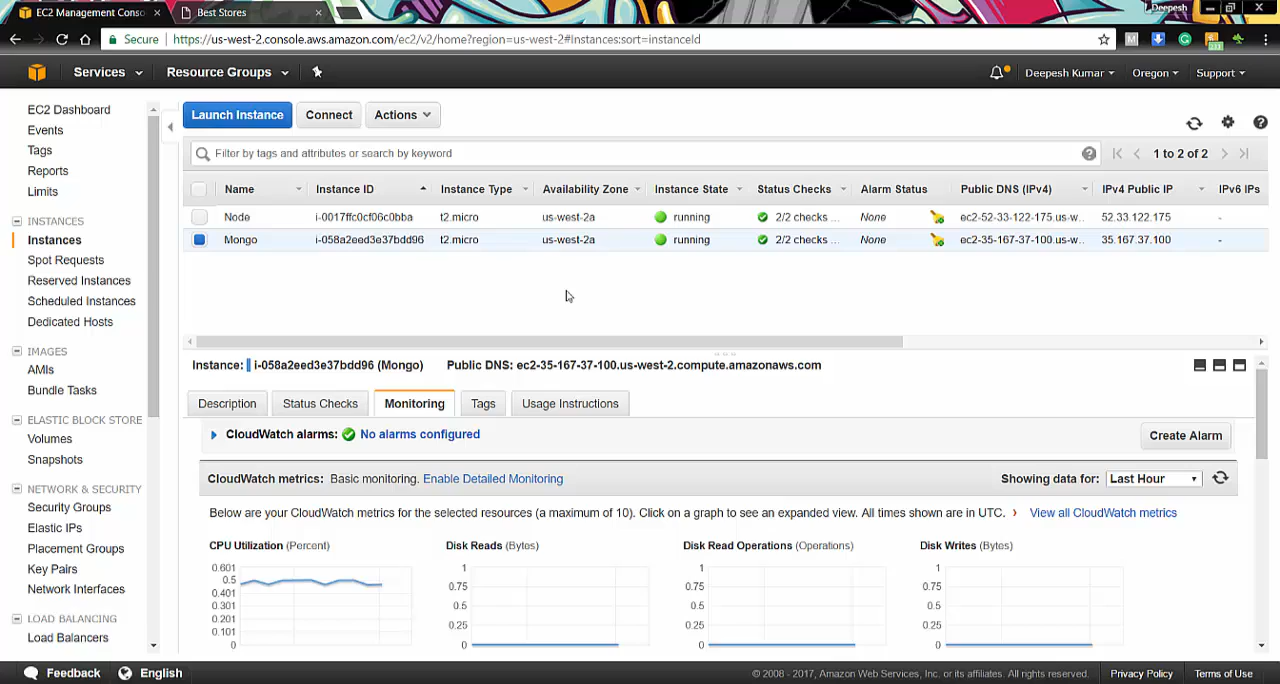 EC2 Management Conso
Best Stores
Deepesh
Secure
https://us-west-2.console.aws.amazon.com/ec2/v2/home?region=us-west-2#Instances:sort=instanceId
Services
Resource Groups
Deepesh Kumar
Oregon
Support
EC2 Dashboard
Events
Tags
Reports
Limits
INSTANCES
Instances
Spot Requests
Reserved Instances
Scheduled Instances
Dedicated Hosts
IMAGES
AMIs
Bundle Tasks
ELASTIC BLOCK STORE
Volumes
Snapshots
NETWORK & SECURITY
Security Groups
Elastic IPs
Placement Groups
Key Pairs
Network Interfaces
LOAD BALANCING
Load Balancers
Launch Instance Connect Actions
Filter by tags and attributes or search by keyword
1 to 2 of 2
Name Instance ID Instance Type Availability Zone Instance State Status Checks Alarm Status Public DNS (IPv4) IPv4 Public IP IPv6 IPs
Node i-0017ffc0cf06c0bba t2.micro us-west-2a running 2/2 checks ... None ec2-52-33-122-175.us-w... 52.33.122.175 -
Mongo i-058a2eed3e37bdd96 t2.micro us-west-2a running 2/2 checks ... None ec2-35-167-37-100.us-w... 35.167.37.100 -
Instance: i-058a2eed3e37bdd96 (Mongo) Public DNS: ec2-35-167-37-100.us-west-2.compute.amazonaws.com
Description Status Checks Monitoring Tags Usage Instructions
CloudWatch alarms: No alarms configured
Create Alarm
CloudWatch metrics: Basic monitoring. Enable Detailed Monitoring
Showing data for: Last Hour
Below are your CloudWatch metrics for the selected resources (a maximum of 10). Click on a graph to see an expanded view. All times shown are in UTC. › View all CloudWatch metrics
CPU Utilization (Percent)
0.601
0.5
0.401
0.301
0.201
0.101
0
Disk Reads (Bytes)
1
0.75
0.5
0.25
0
Disk Read Operations (Operations)
1
0.75
0.5
0.25
0
Disk Writes (Bytes)
1
0.75
0.5
0.25
0
Feedback English
© 2008 - 2017, Amazon Web Services, Inc. or its affiliates. All rights reserved.
Privacy Policy Terms of Use